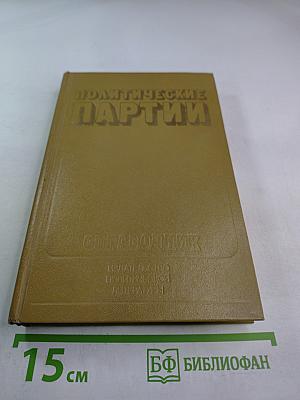 ПОЛИТИЧЕСКИЕ
ПАРТИИ
СПРАВОЧНИК
15 см
БФ БИБЛИОФАН